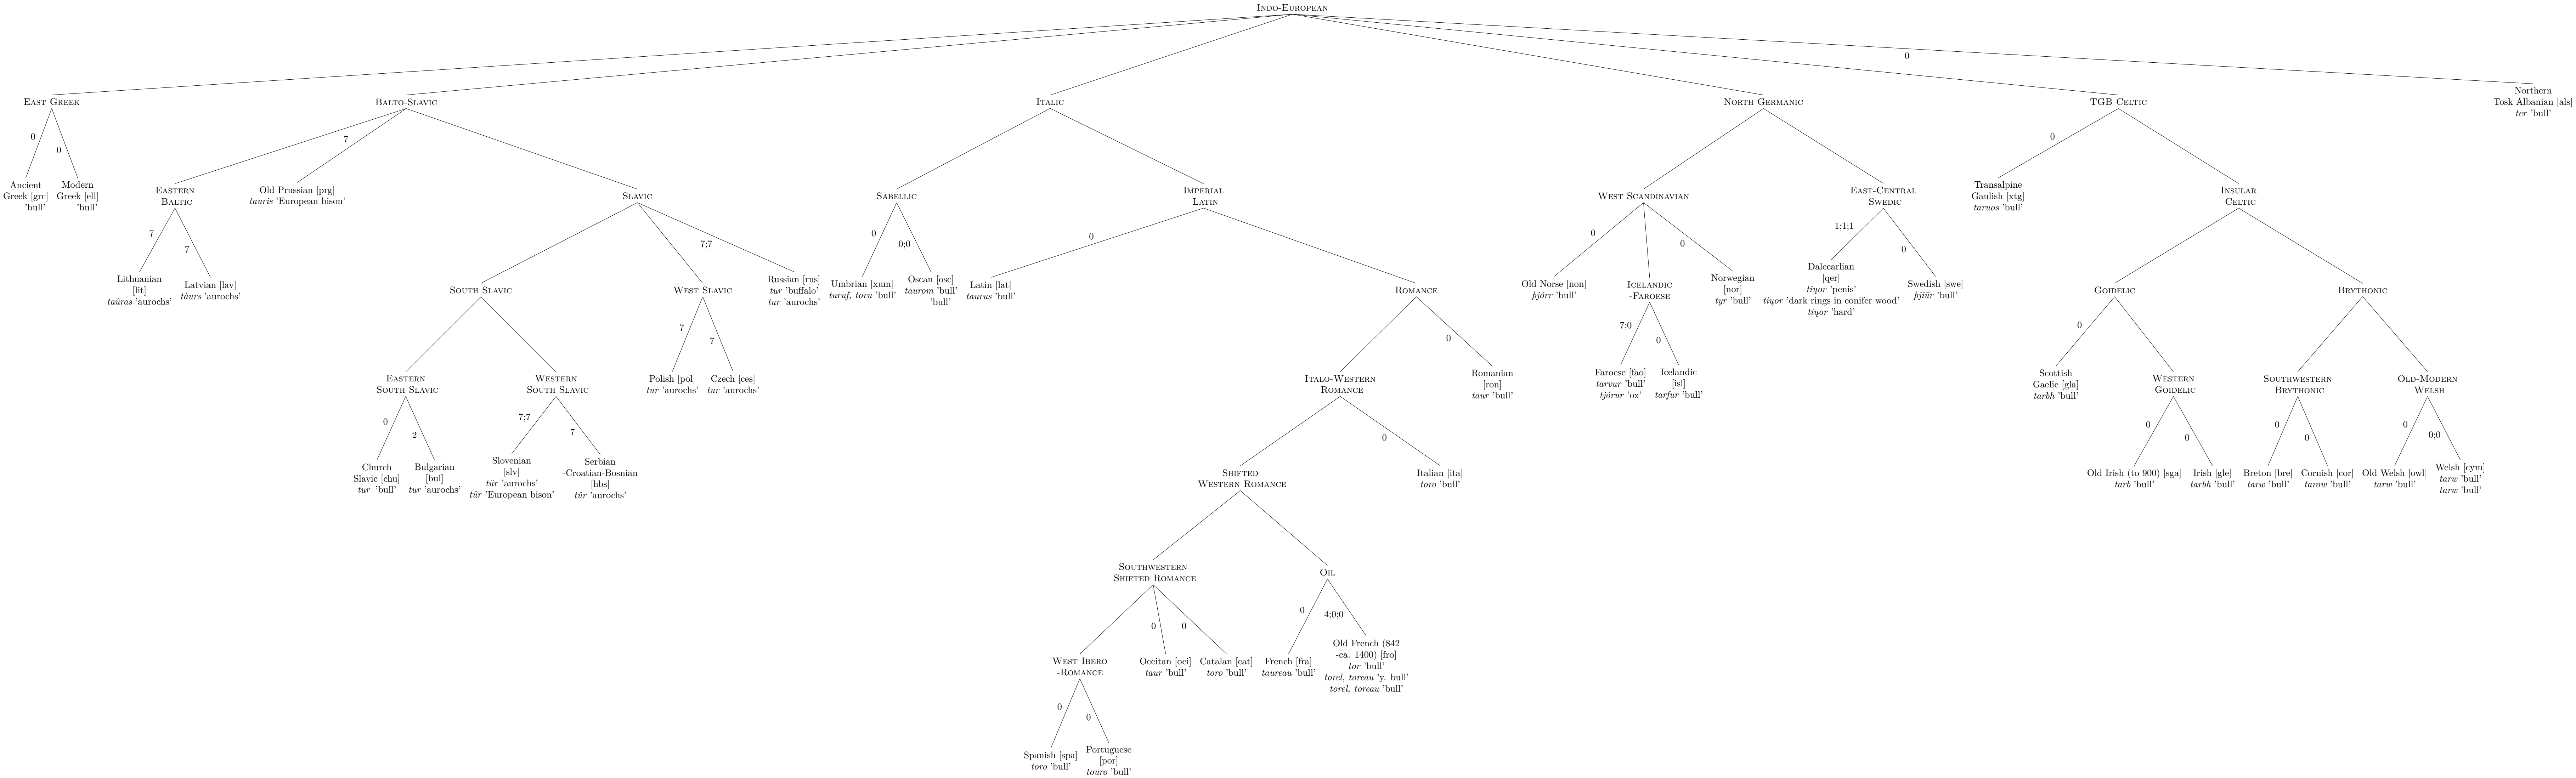 INDO-EUROPEAN
0
EAST GREEK
BALTO-SLAVIC
ITALIC
NORTH GERMANIC
TGB CELTIC
Northern
Tosk Albanian [als]
ter 'bull'
0
0
7
0
Ancient
Greek [grc]
'bull'
Modern
Greek [ell]
'bull'
EASTERN
BALTIC
Old Prussian [prg]
tauris 'European bison'
SLAVIC
SABELLIC
IMPERIAL
LATIN
WEST SCANDINAVIAN
EAST-CENTRAL
SWEDIC
Transalpine
Gaulish [xtg]
taruos 'bull'
INSULAR
CELTIC
7
7
7;7
0
0;0
0
0
0
1;1;1
0
Lithuanian
[lit]
taũras 'aurochs'
Latvian [lav]
tàurs 'aurochs'
SOUTH SLAVIC
WEST SLAVIC
Russian [rus]
tur 'buffalo'
tur 'aurochs'
Umbrian [xum]
turuf, toru 'bull'
Oscan [osc]
taurom 'bull'
'bull'
Latin [lat]
taurus 'bull'
ROMANCE
Old Norse [non]
þjórr 'bull'
ICELANDIC
-FAROESE
Norwegian
[nor]
tyr 'bull'
Dalecarlian
[qer]
tiųor 'penis'
tiųor 'dark rings in conifer wood'
tiųor 'hard'
Swedish [swe]
þjiūr 'bull'
GOIDELIC
BRYTHONIC
7
7
0
7;0
0
0
EASTERN
SOUTH SLAVIC
WESTERN
SOUTH SLAVIC
Polish [pol]
tur 'aurochs'
Czech [ces]
tur 'aurochs'
ITALO-WESTERN
ROMANCE
Romanian
[ron]
taur 'bull'
Faroese [fao]
tarvur 'bull'
tjórur 'ox'
Icelandic
[isl]
tarfur 'bull'
Scottish
Gaelic [gla]
tarbh 'bull'
WESTERN
GOIDELIC
SOUTHWESTERN
BRYTHONIC
OLD-MODERN
WELSH
0
2
7;7
7
0
0
0
0
0
0
0;0
Church
Slavic [chu]
tur 'bull'
Bulgarian
[bul]
tur 'aurochs'
Slovenian
[slv]
tûr 'aurochs'
tûr 'European bison'
Serbian
-Croatian-Bosnian
[hbs]
tûr 'aurochs'
SHIFTED
WESTERN ROMANCE
Italian [ita]
toro 'bull'
Old Irish (to 900) [sga]
tarb 'bull'
Irish [gle]
tarbh 'bull'
Breton [bre]
tarw 'bull'
Cornish [cor]
tarow 'bull'
Old Welsh [owl]
tarw 'bull'
Welsh [cym]
tarw 'bull'
tarw 'bull'
SOUTHWESTERN
SHIFTED ROMANCE
OIL
0
0
0
4;0;0
WEST IBERO
-ROMANCE
Occitan [oci]
taur 'bull'
Catalan [cat]
toro 'bull'
French [fra]
taureau 'bull'
Old French (842
-ca. 1400) [fro]
tor 'bull'
torel, toreau 'y. bull'
torel, toreau 'bull'
0
0
Spanish [spa]
toro 'bull'
Portuguese
[por]
touro 'bull'